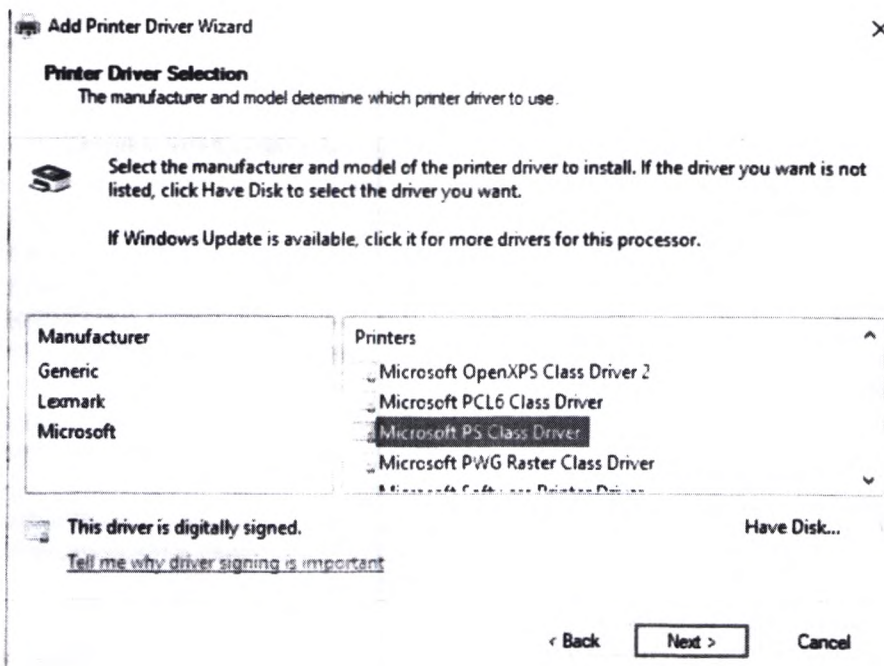 Add Printer Driver Wizard
Printer Driver Selection
The manufacturer and model determine which printer driver to use.
Select the manufacturer and model of the printer driver to install. If the driver you want is not
listed, click Have Disk to select the driver you want.
If Windows Update is available, click it for more drivers for this processor.
Manufacturer
Generic
Lexmark
Microsoft
Printers
Microsoft OpenXPS Class Driver 2
Microsoft PCL6 Class Driver
Microsoft PS Class Driver
Microsoft PWG Raster Class Driver
This driver is digitally signed.
Have Disk...
Tell me why driver signing is important
< Back
Next >
Cancel